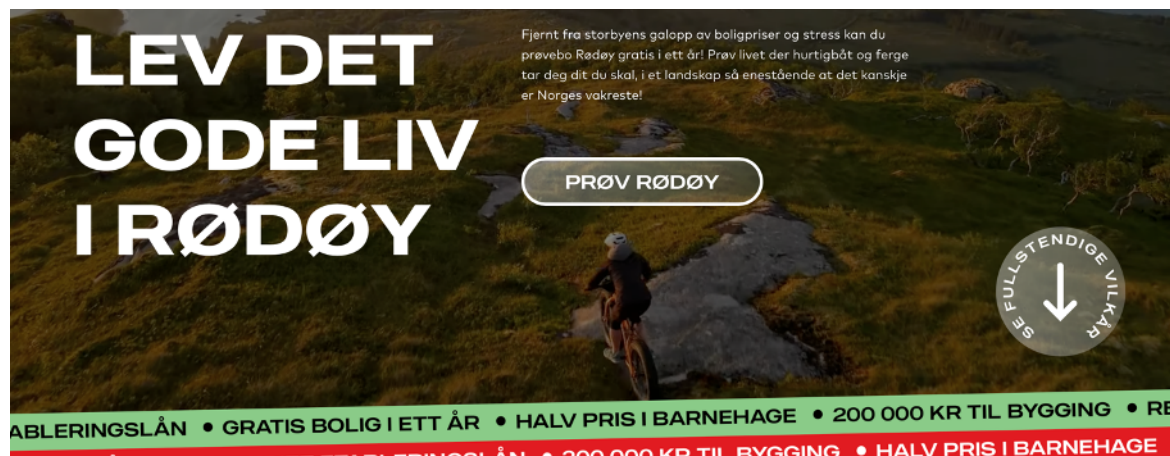 LEV DET
GODE LIV
I RØDØY
Fjernt fra storbyens galopp av boligpriser og stress kan du
prøvebo Rødøy gratis i ett år! Prøv livet der hurtigbåt og ferge
tar deg dit du skal, i et landskap så enestående at det kanskje
er Norges vakreste!
PRØV RØDØY
SE FULLSTENDIGE VILKÅR
ABLERINGSLÅN • GRATIS BOLIG I ETT ÅR • HALV PRIS I BARNEHAGE • 200 000 KR TIL BYGGING • RE
• 200 000 KR TIL BYGGING • HALV PRIS I BARNEHAGE